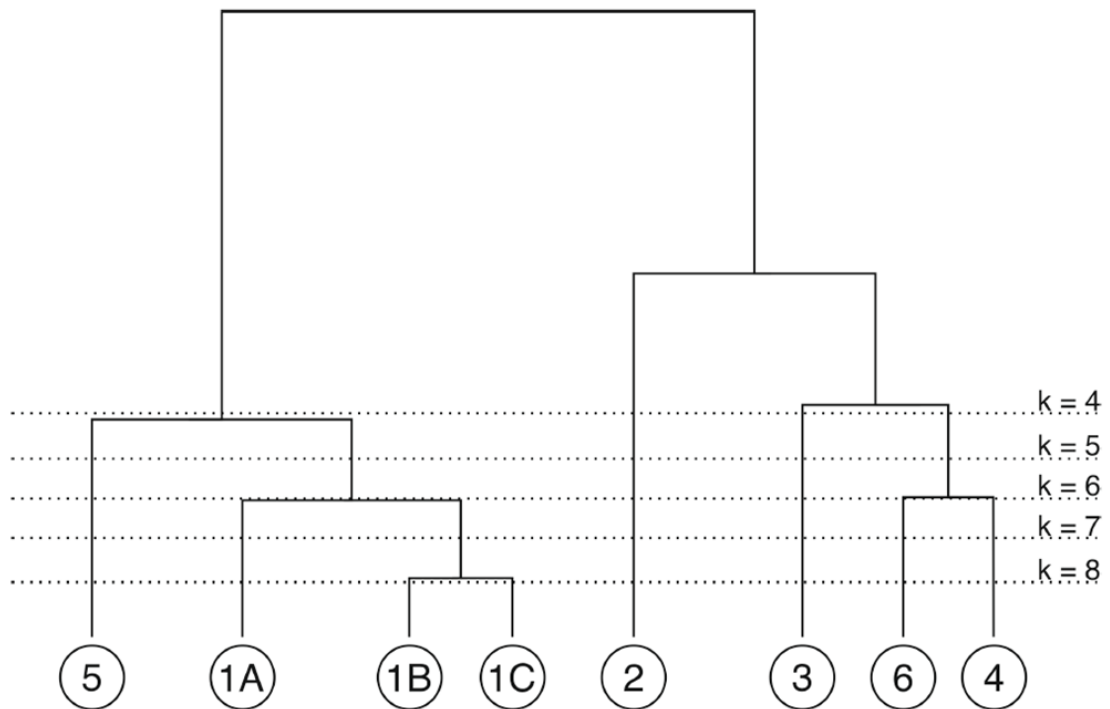 k = 4
k = 5
k = 6
k = 7
k = 8
5 1A 1B 1C 2 3 6 4